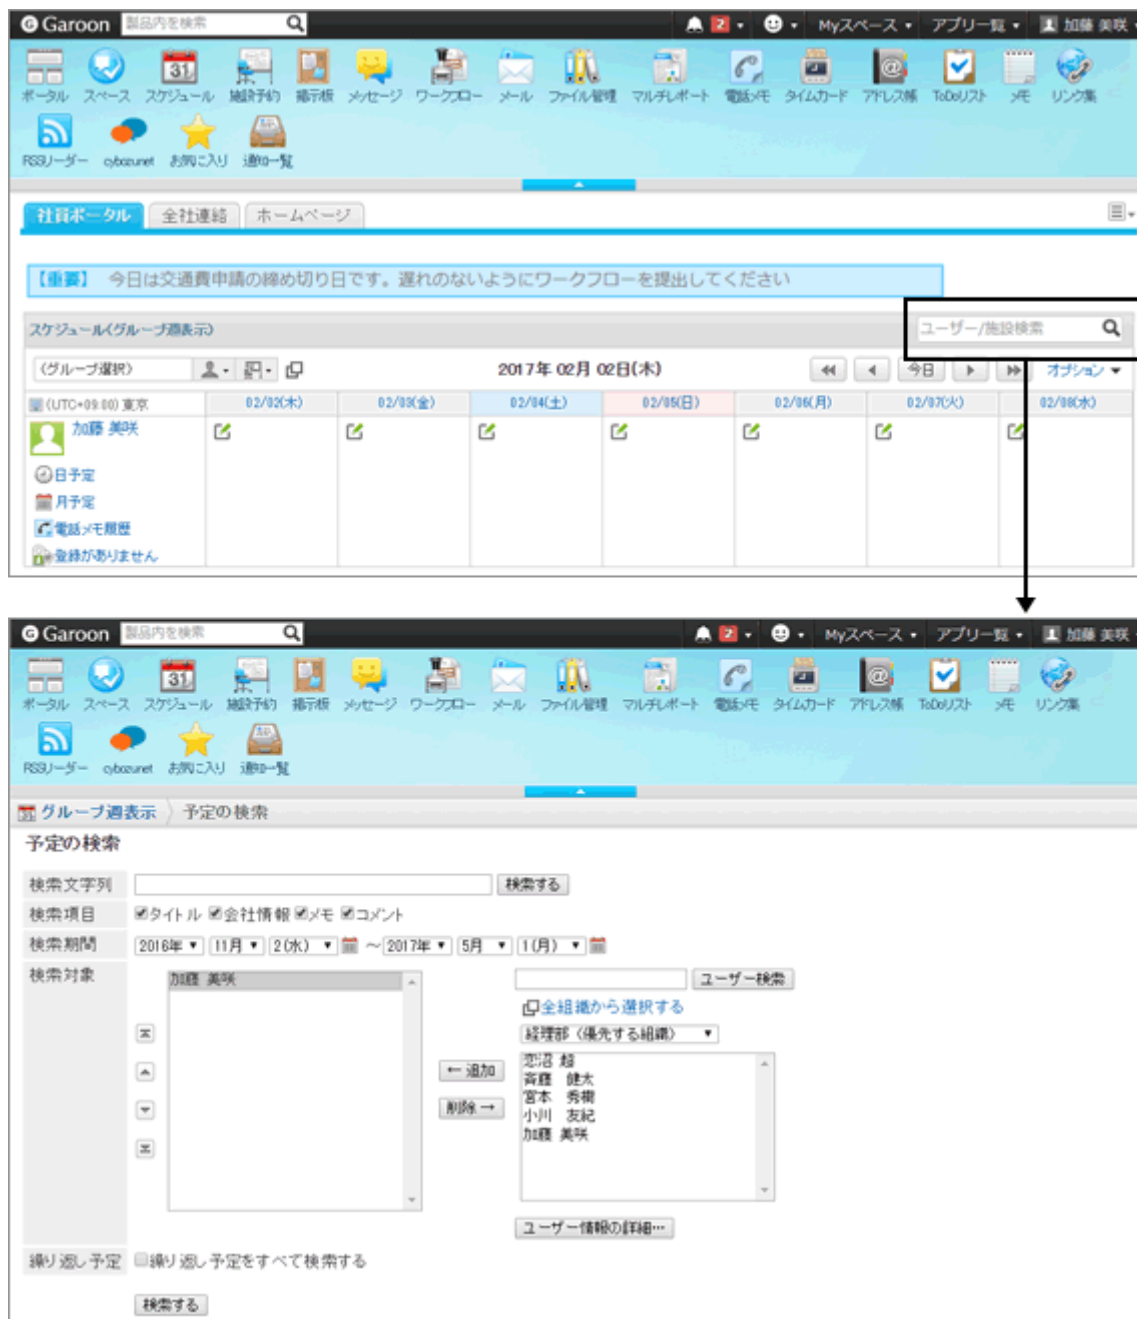 Garoon 製品内を検索 2 Myスペース アプリ一覧 加藤 美咲
31
ポータル スペース スケジュール 施設予約 掲示板 メッセージ ワークフロー メール ファイル管理 マルチレポート 電話メモ タイムカード アドレス帳 ToDoリスト メモ リンク集
RSSリーダー cybozunet お気に入り 通知一覧
社員ポータル 全社連絡 ホームページ
【重要】 今日は交通費申請の締め切り日です。遅れのないようにワークフローを提出してください
スケジュール(グループ週表示) ユーザー/施設検索
(グループ選択) 2017年 02月 02日(木) 今日 オプション
(UTC+09:00) 東京 02/02(木) 02/03(金) 02/04(土) 02/05(日) 02/06(月) 02/07(火) 02/08(水)
加藤 美咲
日予定
月予定
電話メモ履歴
登録がありません
Garoon 製品内を検索 2 Myスペース アプリ一覧 加藤 美咲
31
ポータル スペース スケジュール 施設予約 掲示板 メッセージ ワークフロー メール ファイル管理 マルチレポート 電話メモ タイムカード アドレス帳 ToDoリスト メモ リンク集
RSSリーダー cybozunet お気に入り 通知一覧
グループ週表示 予定の検索
予定の検索
検索文字列 検索する
検索項目 タイトル 会社情報 メモ コメント
検索期間 2016年 11月 2(水) ～ 2017年 5月 1(月)
検索対象 加藤 美咲 ユーザー検索
全組織から選択する
経理部 (優先する組織)
恋沼 超
← 追加 斉藤 健太
宮本 秀樹
削除 → 小川 友紀
加藤 美咲
ユーザー情報の詳細…
繰り返し予定 繰り返し予定をすべて検索する
検索する